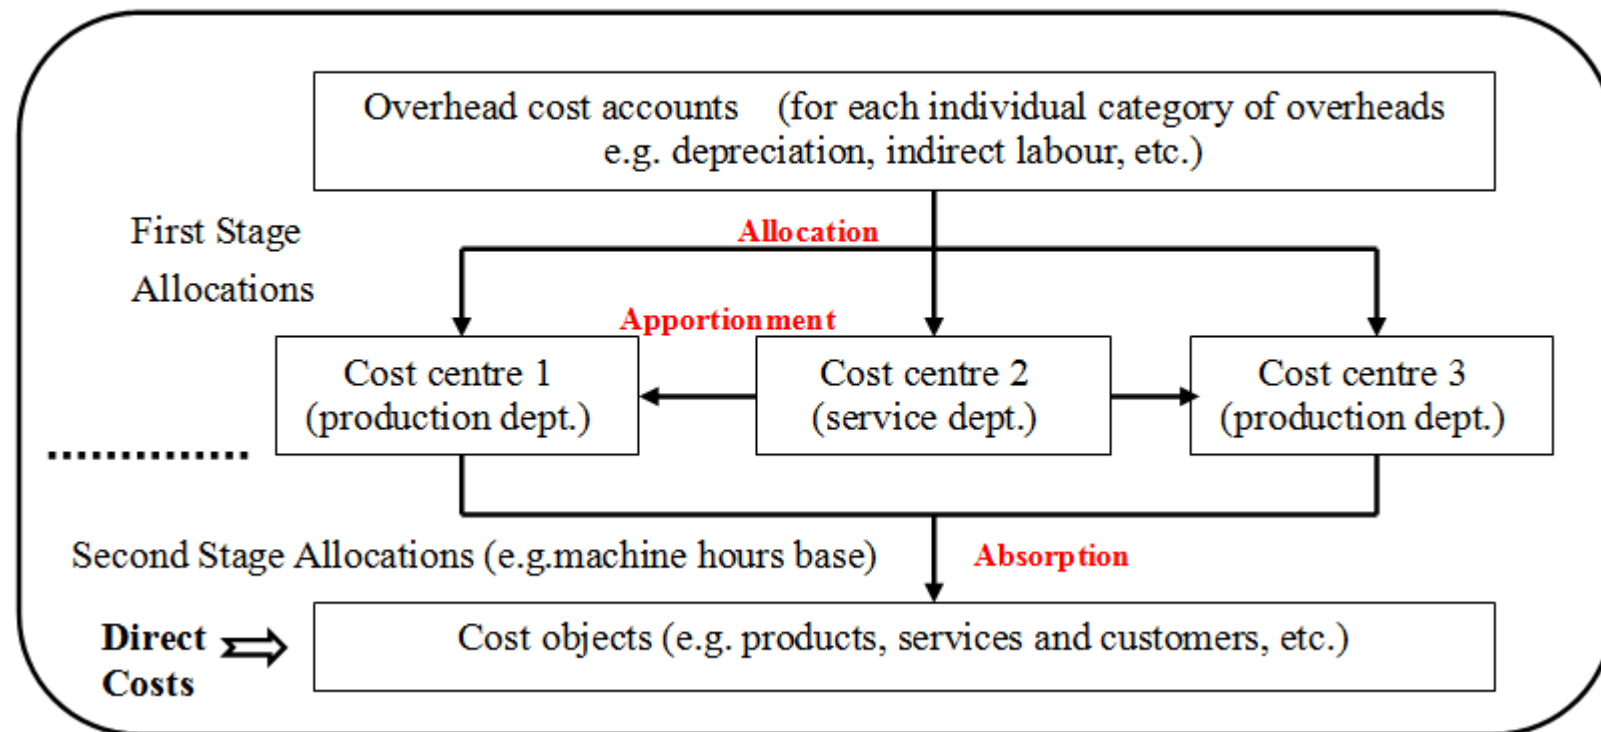 Overhead cost accounts (for each individual category of overheads
e.g. depreciation, indirect labour, etc.)
First Stage
Allocations
Allocation
Apportionment
Cost centre 1
(production dept.)
Cost centre 2
(service dept.)
Cost centre 3
(production dept.)
Second Stage Allocations (e.g.machine hours base)
Absorption
Direct
Costs
Cost objects (e.g. products, services and customers, etc.)